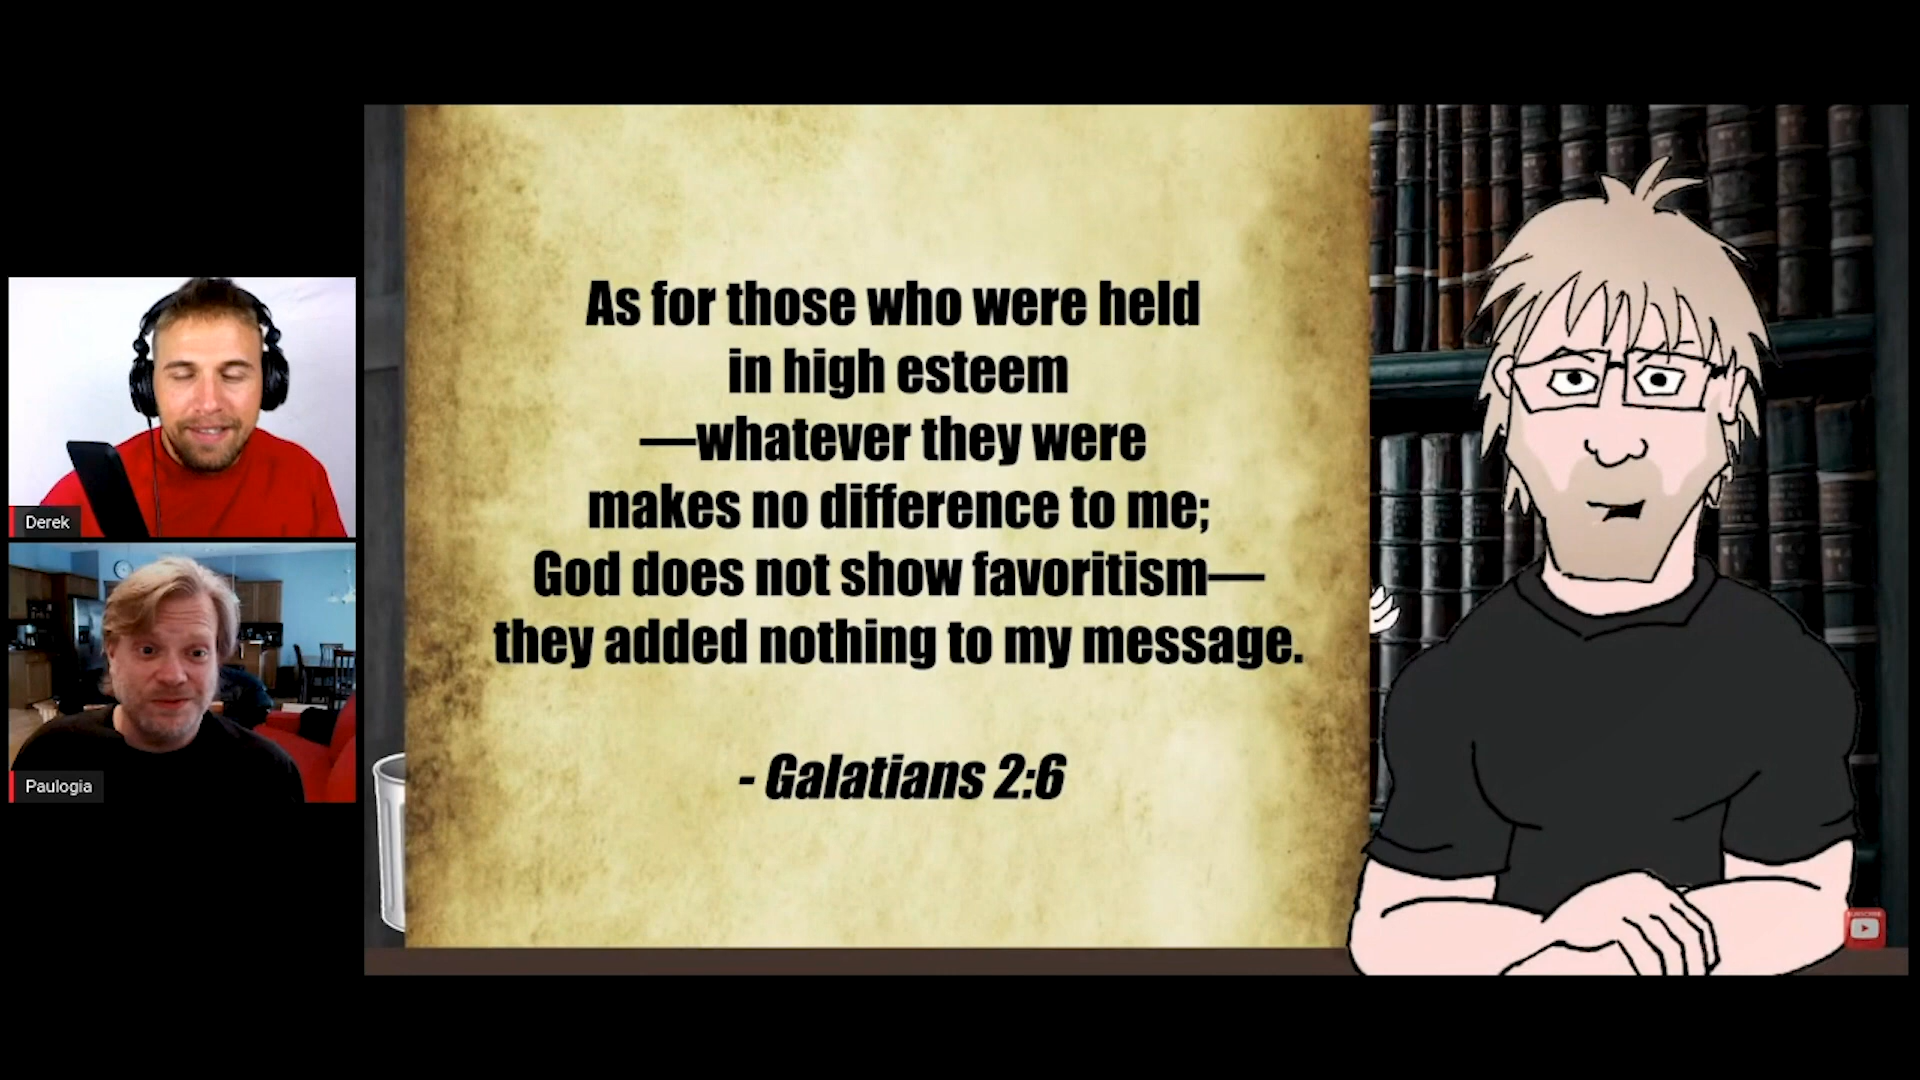 As for those who were held
in high esteem
—whatever they were
makes no difference to me;
God does not show favoritism—
they added nothing to my message.
- Galatians 2:6
Derek
Paulogia
SUBSCRIBE